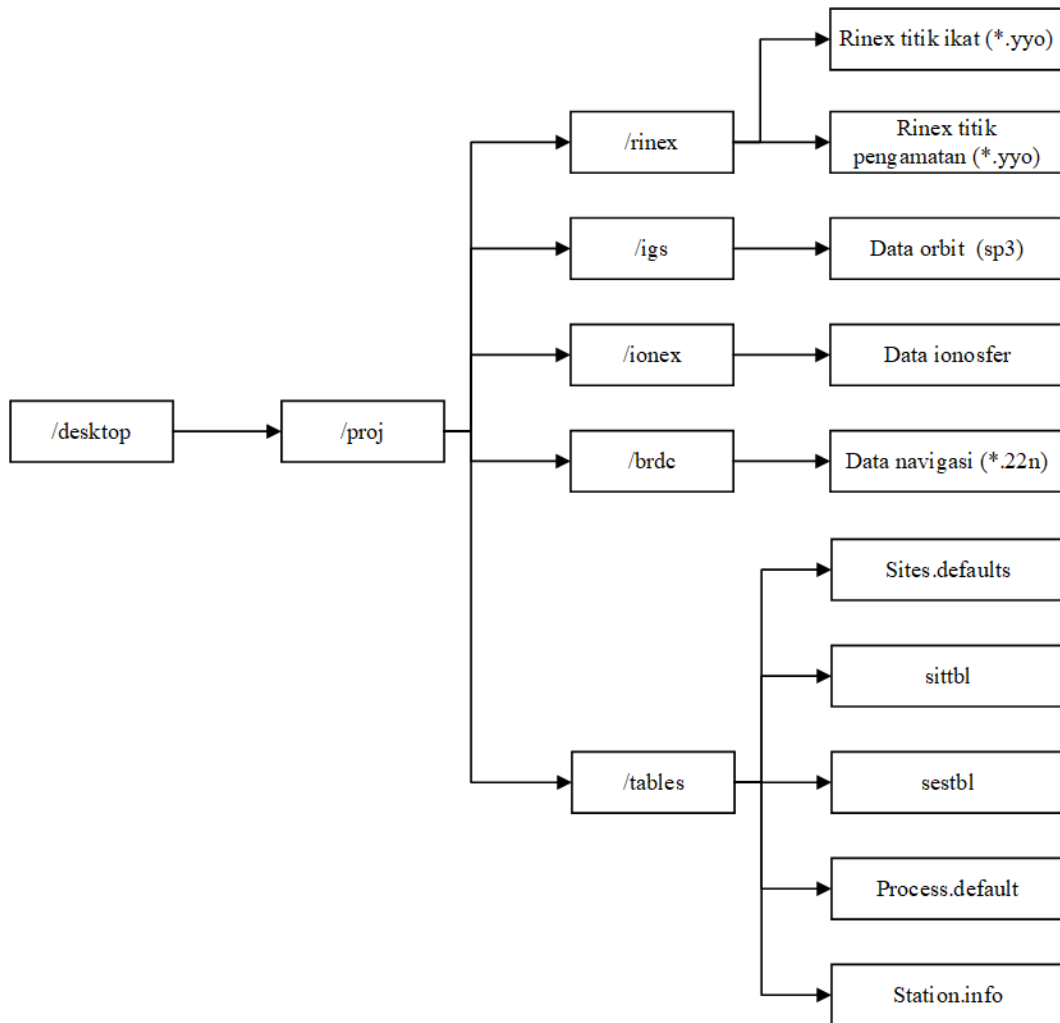 Rinex titik ikat (*.yyo)
/rinex
Rinex titik
pengamatan (*.yyo)
/igs
Data orbit (sp3)
/ionex
Data ionosfer
/desktop
/proj
/brdc
Data navigasi (*.22n)
Sites.defaults
sittbl
/tables
sestbl
Process.default
Station.info